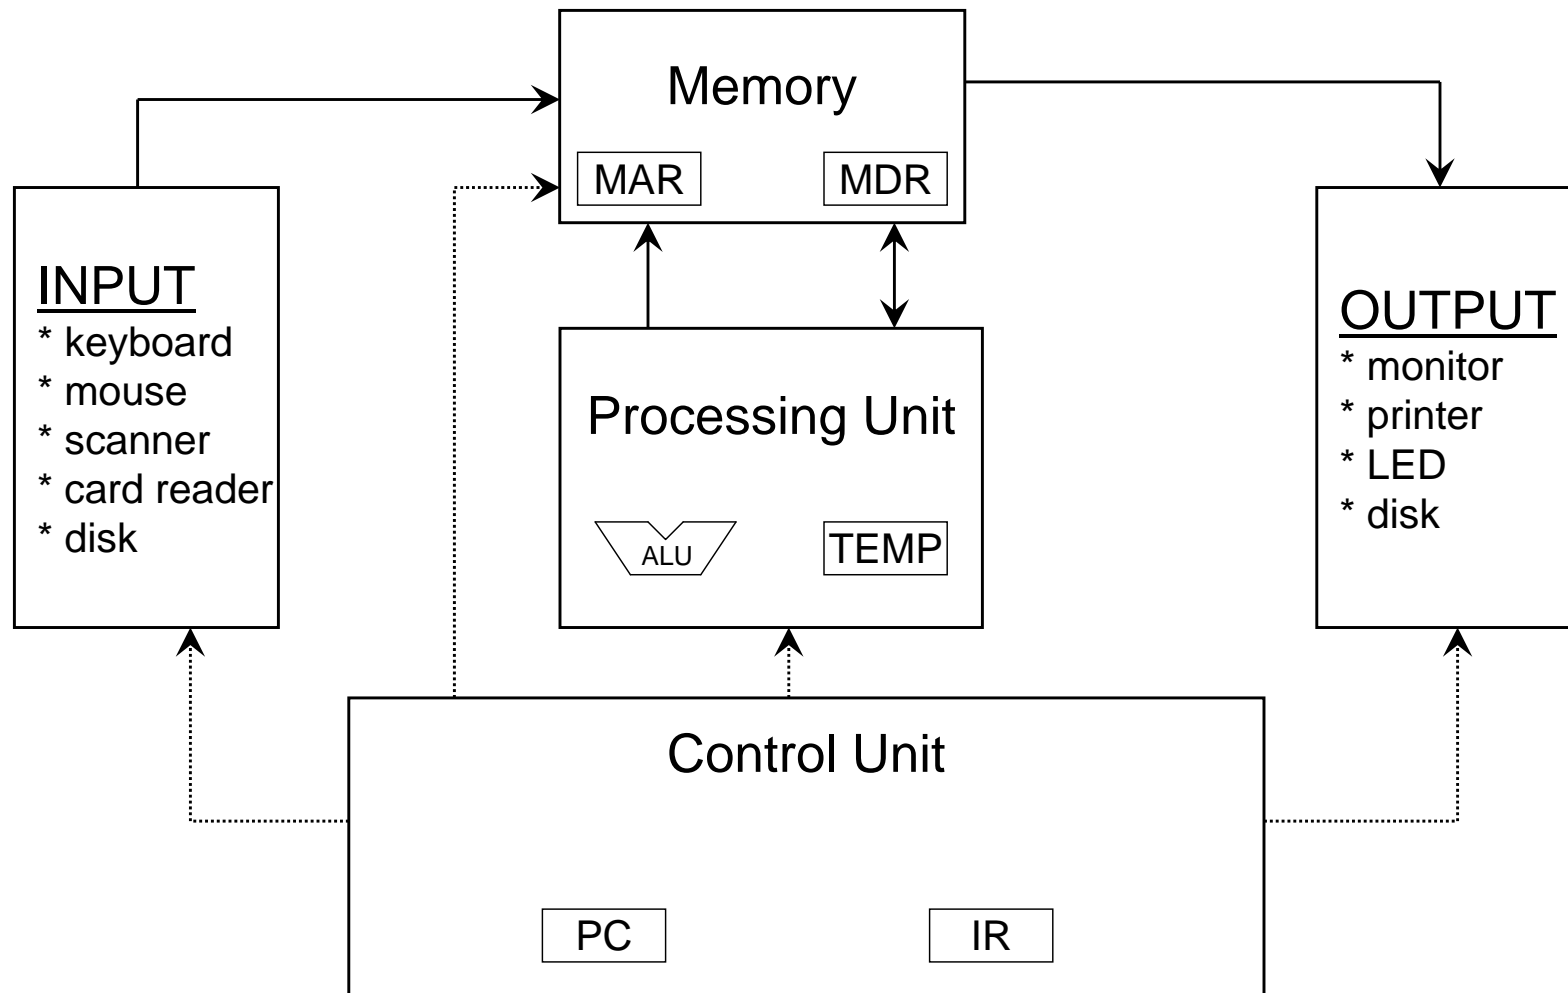 Memory
MAR
MDR
INPUT
* keyboard
* mouse
* scanner
* card reader
* disk
Processing Unit
ALU
TEMP
OUTPUT
* monitor
* printer
* LED
* disk
Control Unit
PC
IR